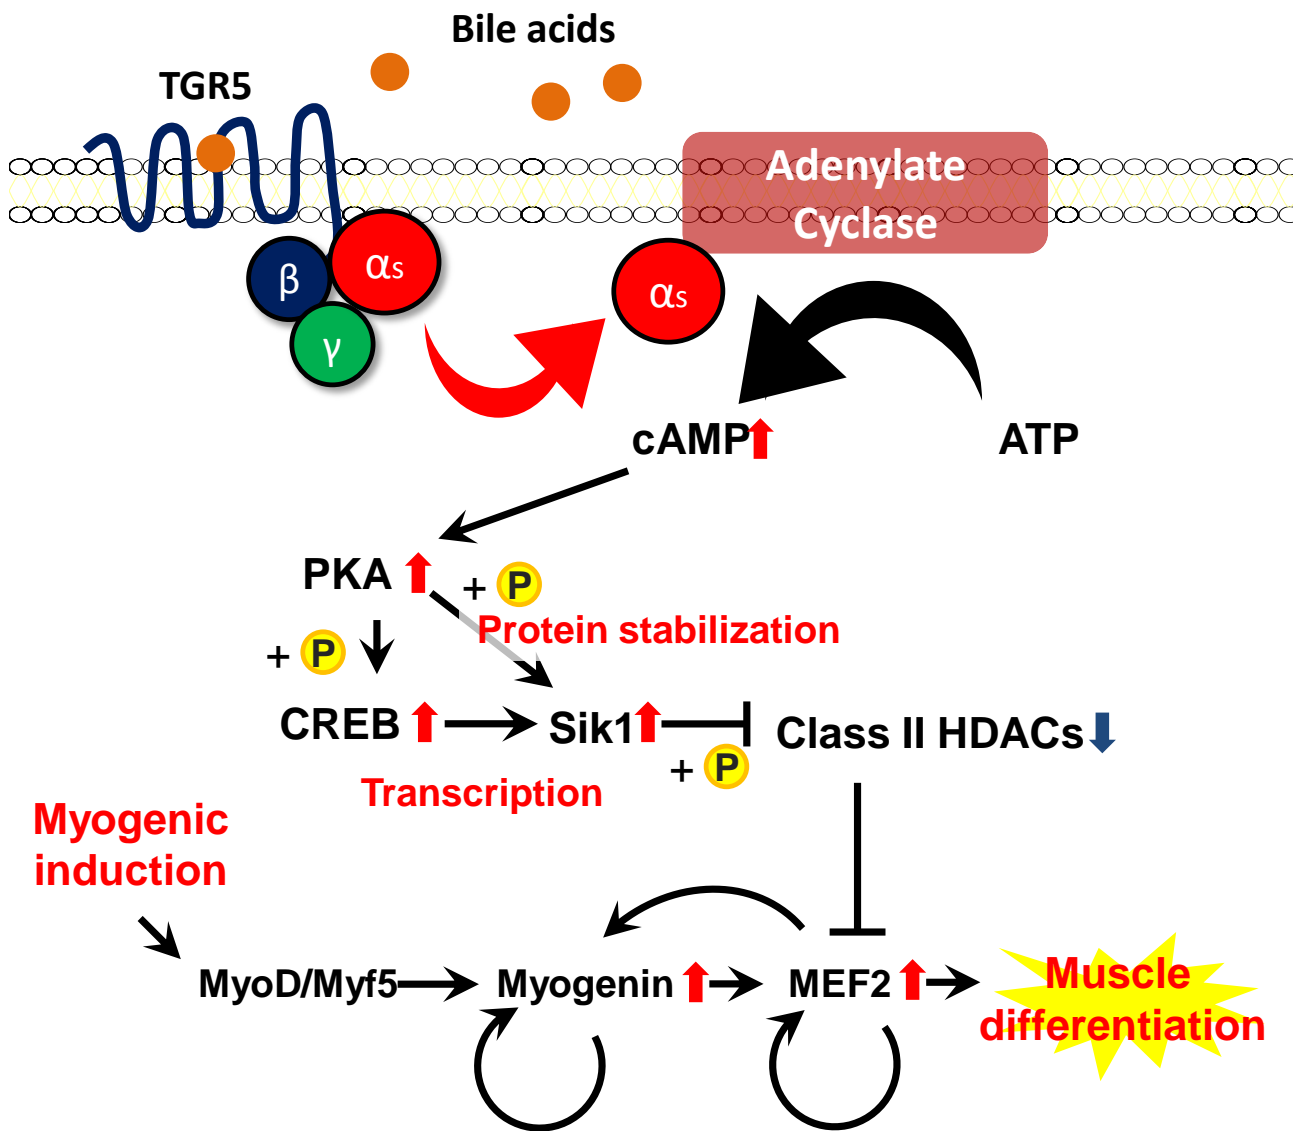 Bile acids
TGR5
Adenylate
Cyclase
β
αs
γ
αs
cAMP
ATP
PKA
+ P
Protein stabilization
+ P
CREB
Sik1
Class II HDACs
+ P
Transcription
Myogenic
induction
MyoD/Myf5
Myogenin
MEF2
Muscle
differentiation